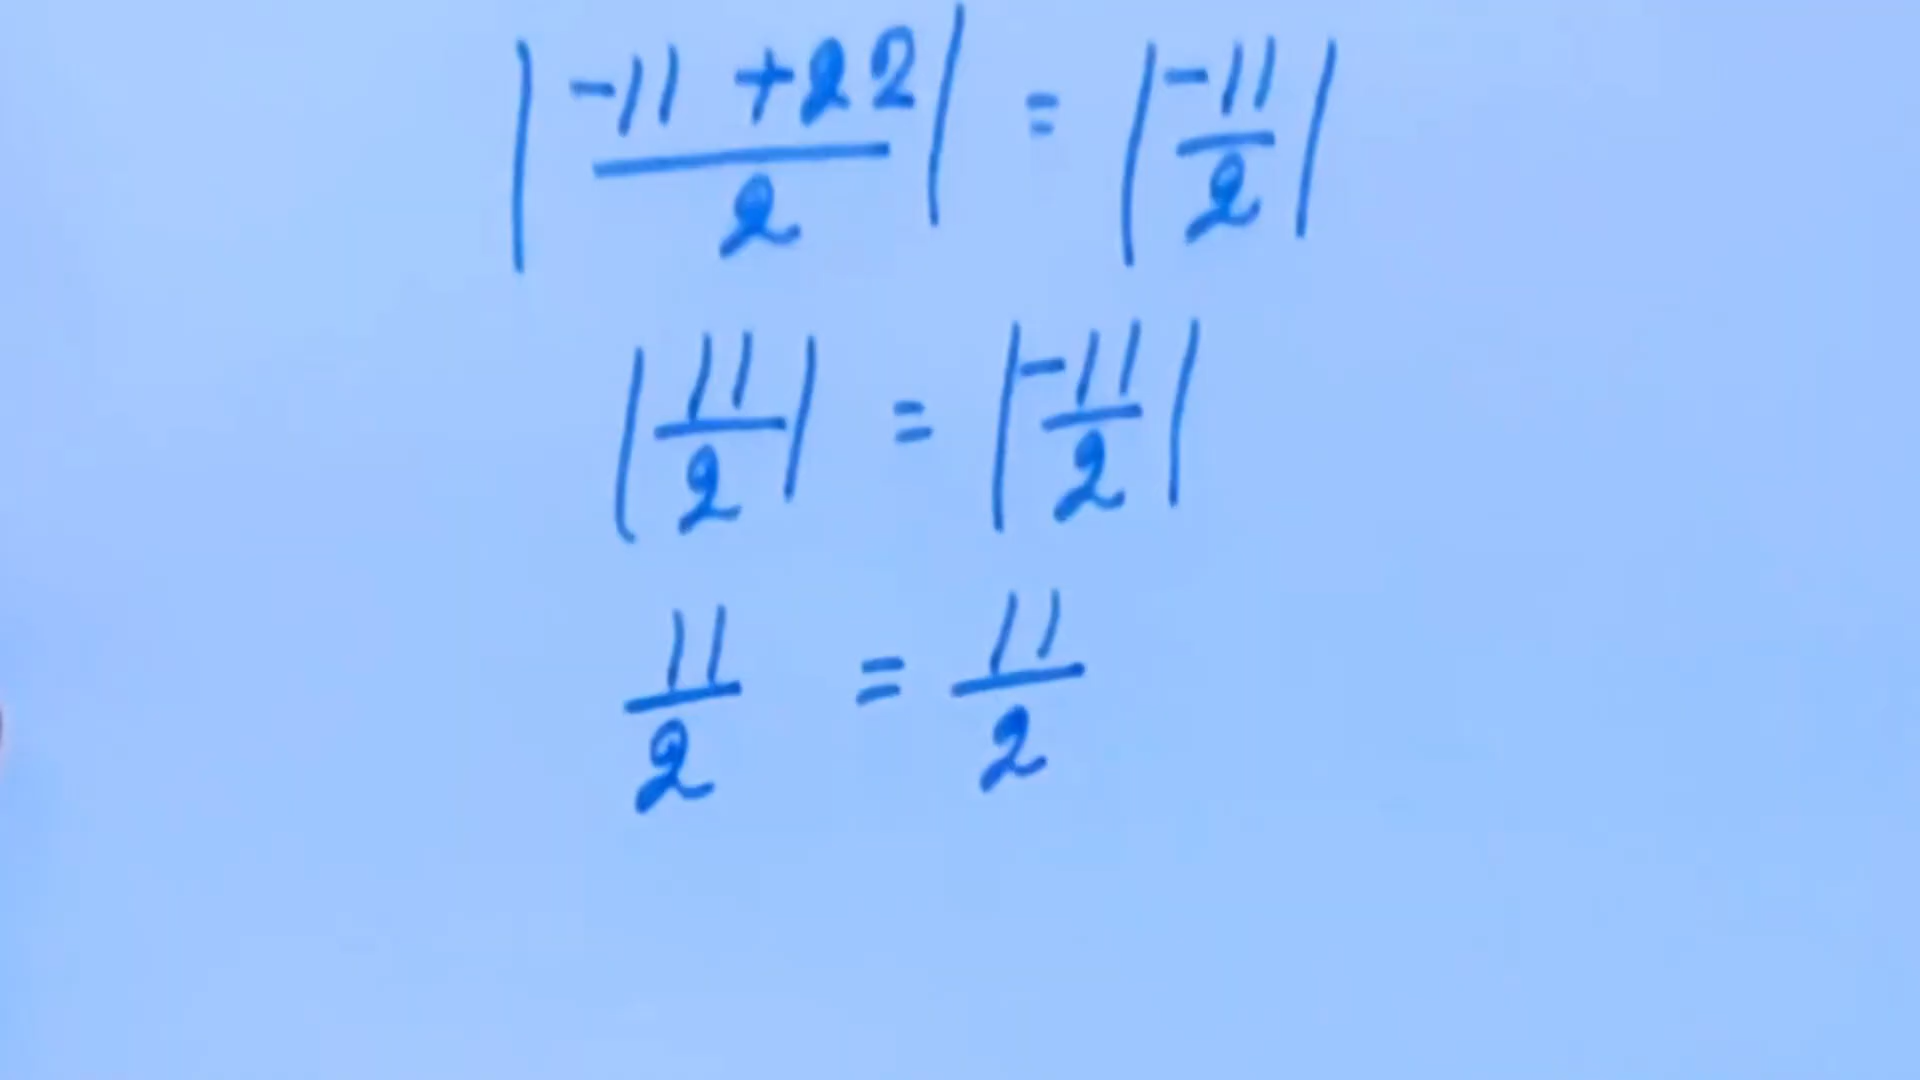 |(-11 + 22)/2| = |-11/2|
|11/2| = |-11/2|
11/2 = 11/2